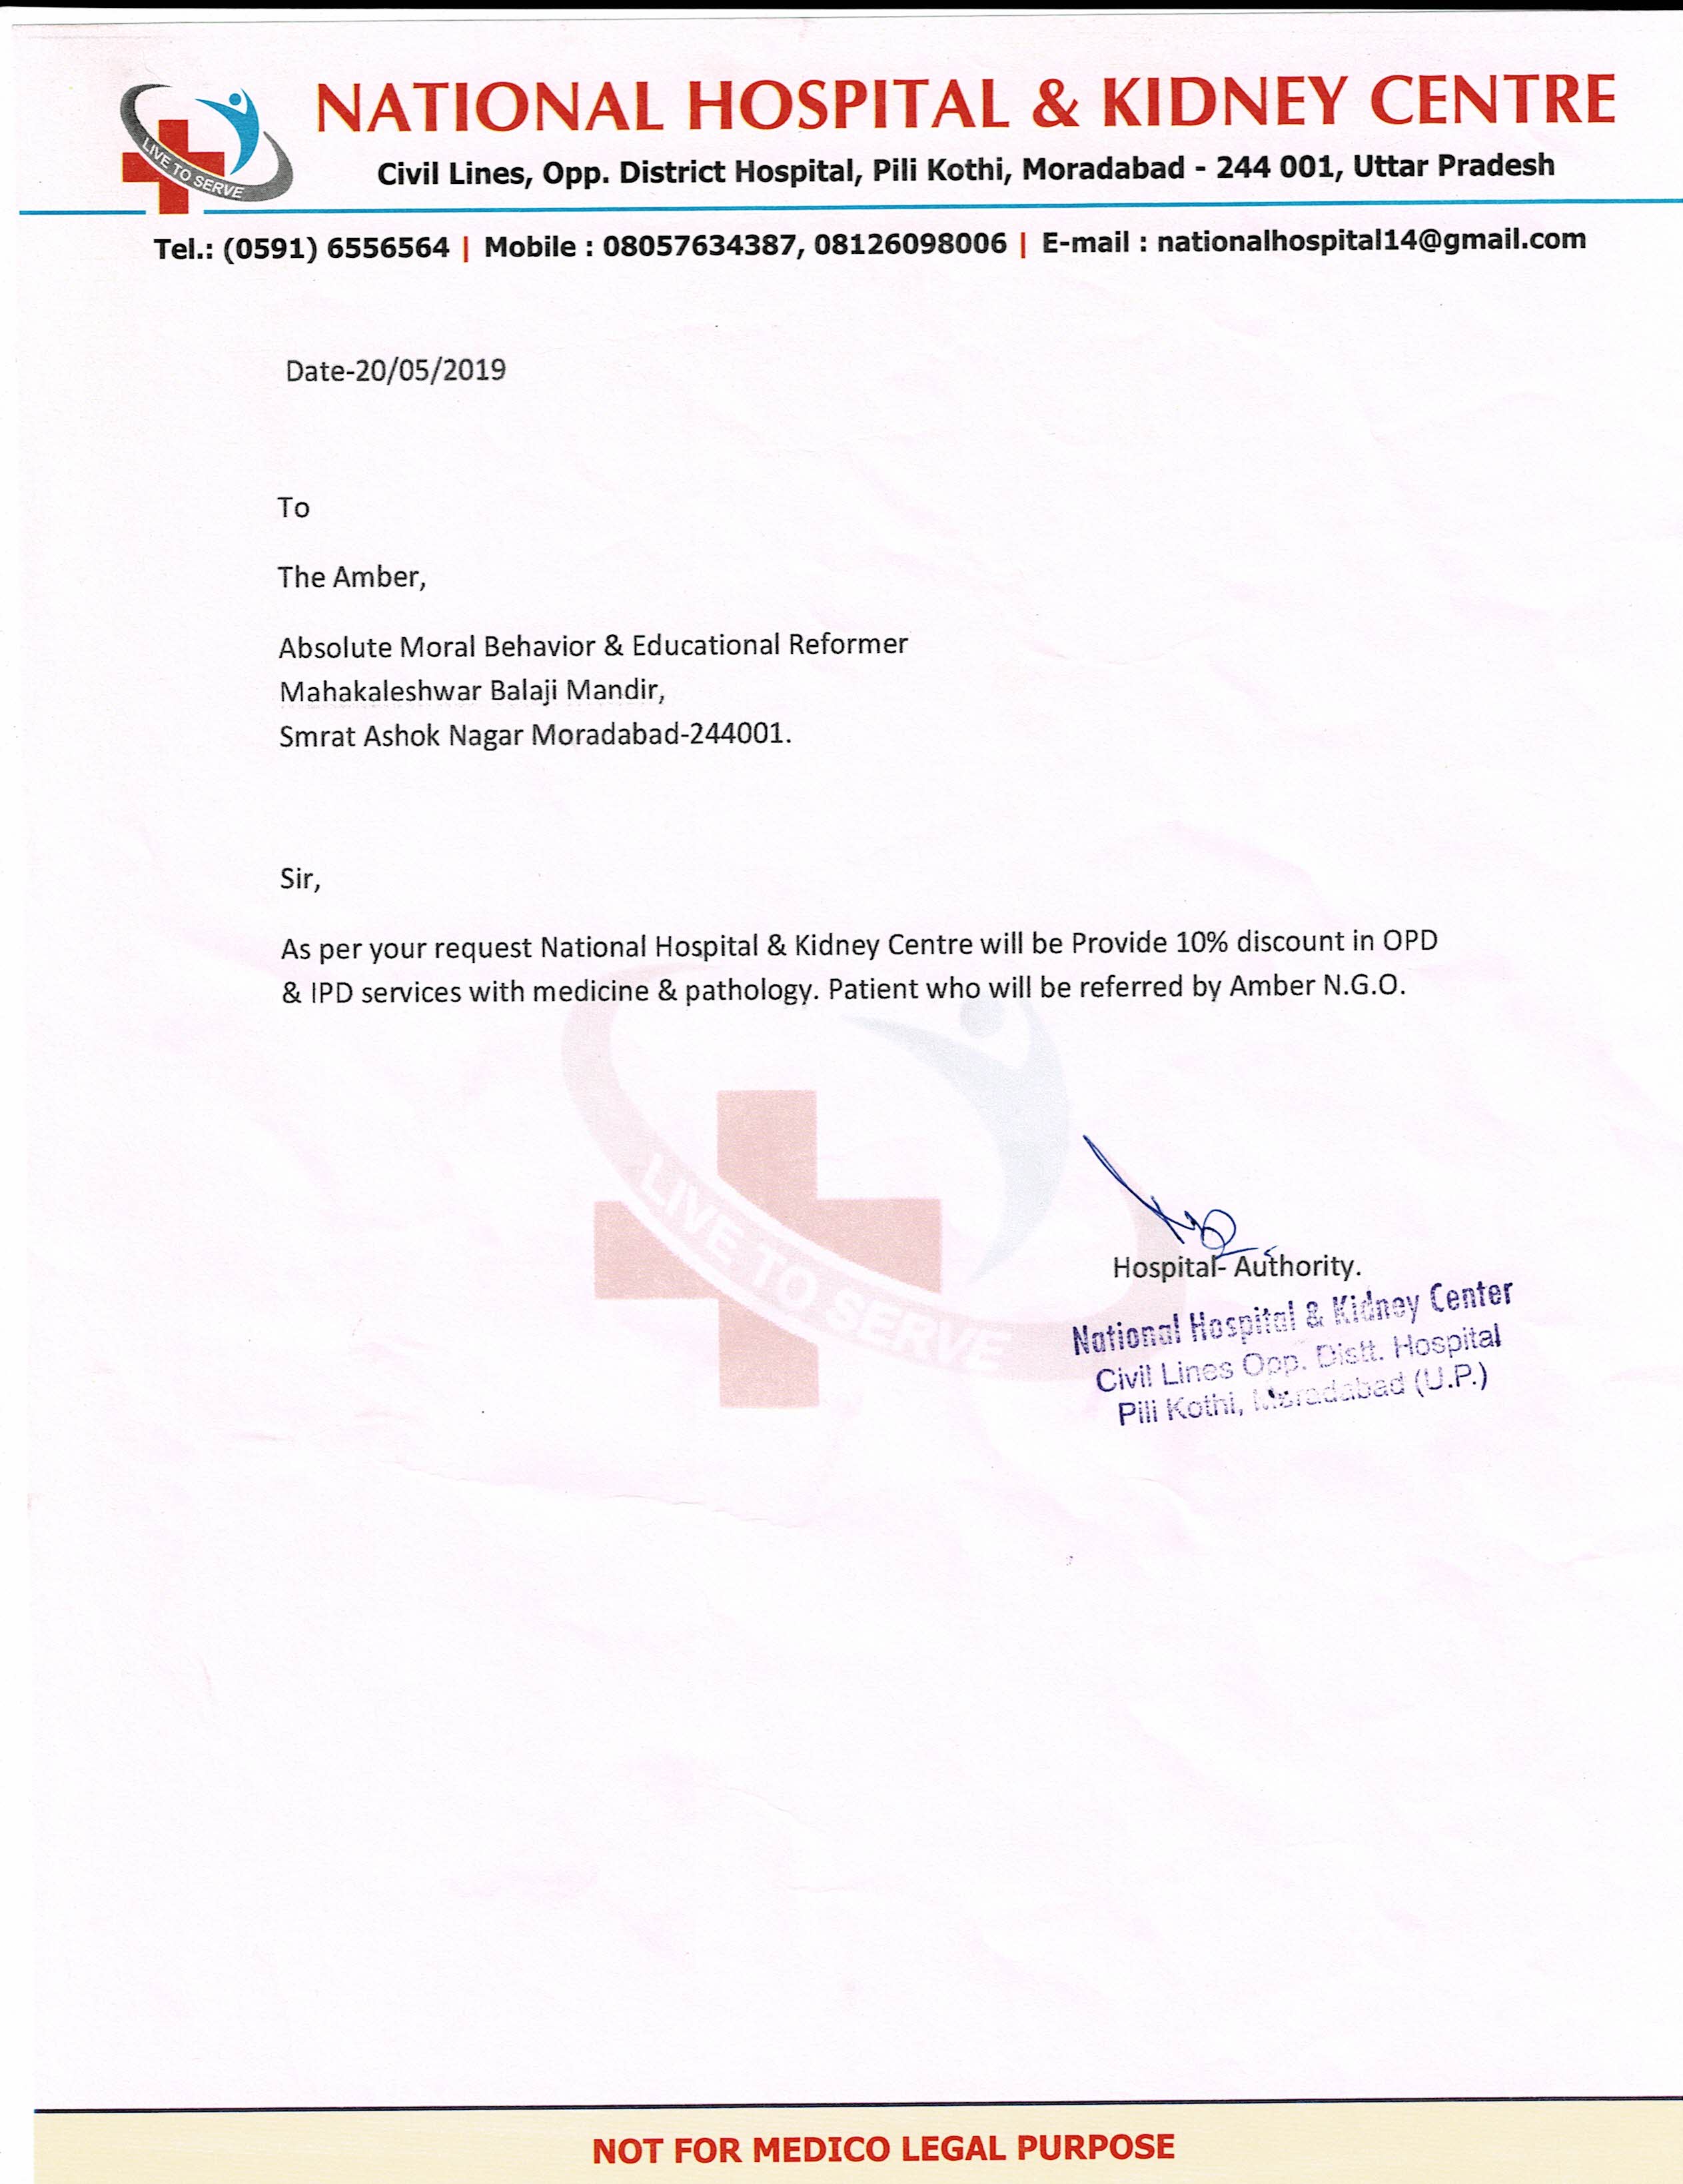 NATIONAL HOSPITAL & KIDNEY CENTRE
LIVE TO SERVE
Civil Lines, Opp. District Hospital, Pili Kothi, Moradabad - 244 001, Uttar Pradesh
Tel.: (0591) 6556564 | Mobile : 08057634387, 08126098006 | E-mail : nationalhospital14@gmail.com
Date-20/05/2019
To
The Amber,
Absolute Moral Behavior & Educational Reformer
Mahakaleshwar Balaji Mandir,
Smrat Ashok Nagar Moradabad-244001.
Sir,
As per your request National Hospital & Kidney Centre will be Provide 10% discount in OPD
& IPD services with medicine & pathology. Patient who will be referred by Amber N.G.O.
LIVE TO SERVE
Hospital- Authority.
National Hospital & Kidney Center
Civil Lines Opp. Distt. Hospital
Pili Kothi, Moradabad (U.P.)
NOT FOR MEDICO LEGAL PURPOSE